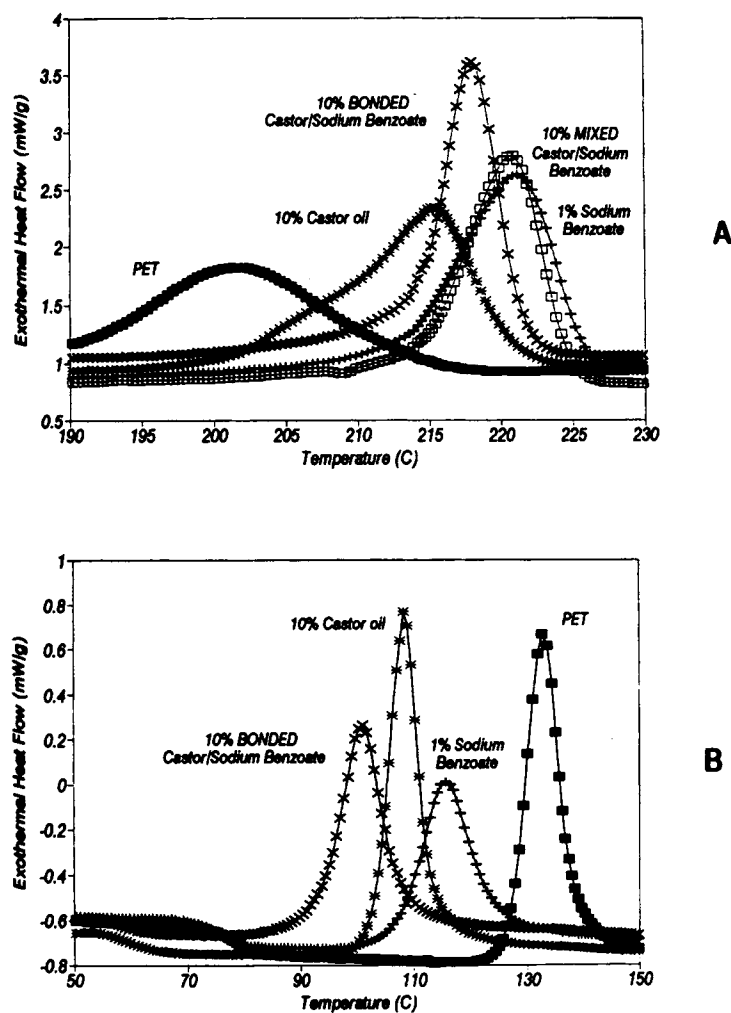 4
3.5
3
2.5
2
1.5
1
0.5
Exothermal Heat Flow (mW/g)
10% BONDED
Castor/Sodium Benzoate
10% MIXED
Castor/Sodium
Benzoate
10% Castor oil
1% Sodium
Benzoate
PET
A
190 195 200 205 210 215 220 225 230
Temperature (C)
1
0.8
0.6
0.4
0.2
0
-0.2
-0.4
-0.6
-0.8
Exothermal Heat Flow (mW/g)
10% Castor oil
PET
10% BONDED
Castor/Sodium Benzoate
1% Sodium
Benzoate
B
50 70 90 110 130 150
Temperature (C)